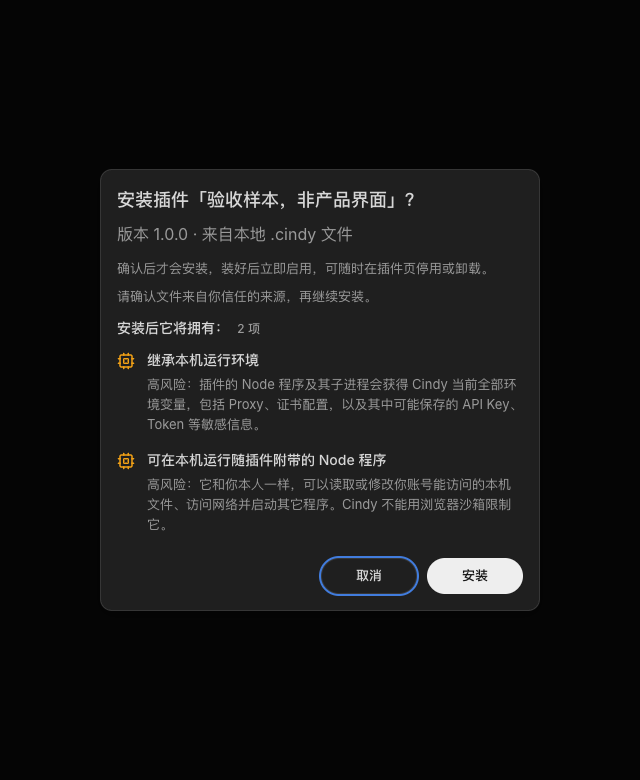 安装插件「验收样本，非产品界面」?
版本 1.0.0 · 来自本地 .cindy 文件
确认后才会安装，装好后立即启用，可随时在插件页停用或卸载。
请确认文件来自你信任的来源，再继续安装。
安装后它将拥有： 2 项
继承本机运行环境
高风险：插件的 Node 程序及其子进程会获得 Cindy 当前全部环
境变量，包括 Proxy、证书配置，以及其中可能保存的 API Key、
Token 等敏感信息。
可在本机运行随插件附带的 Node 程序
高风险：它和你本人一样，可以读取或修改你账号能访问的本机
文件、访问网络并启动其它程序。Cindy 不能用浏览器沙箱限制
它。
取消 安装